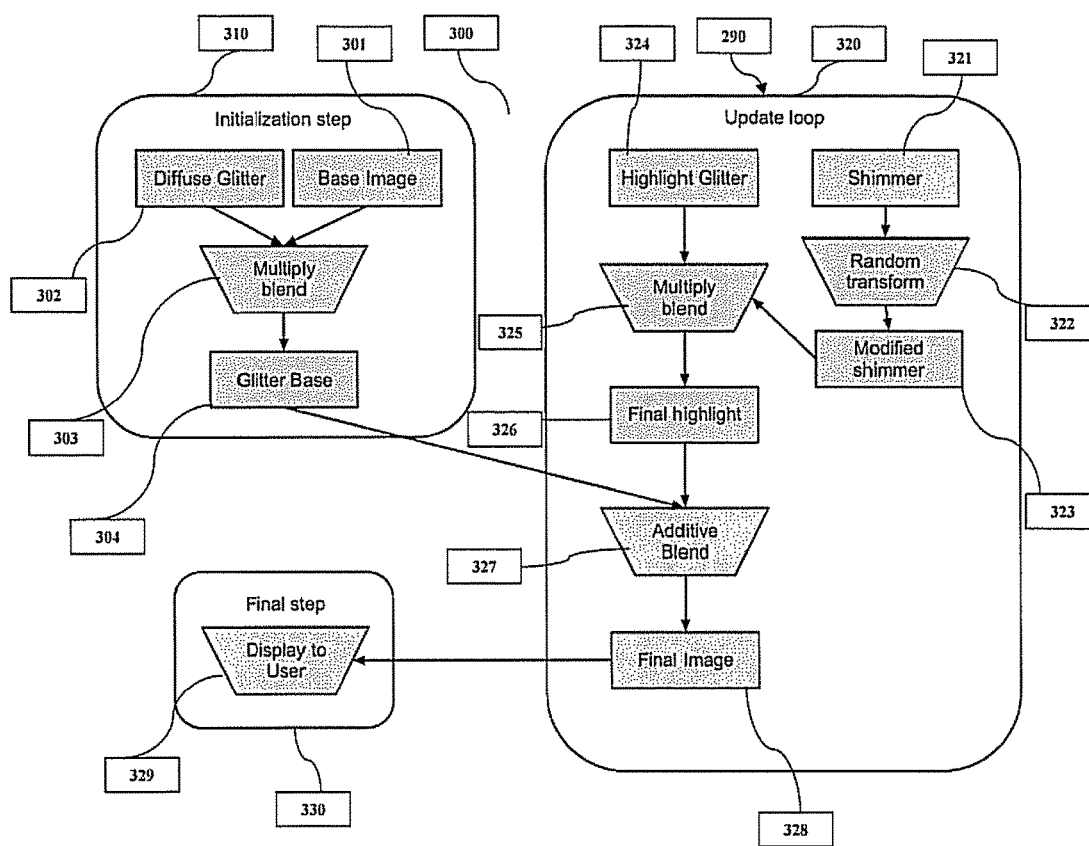 310
301
300
324
290
320
321
Initialization step
Update loop
Diffuse Glitter
Base Image
Highlight Glitter
Shimmer
302
Multiply
blend
Multiply
blend
Random
transform
325
322
Glitter Base
Modified
shimmer
303
326
Final highlight
304
323
Additive
Blend
327
Final step
Display to
User
Final Image
329
330
328